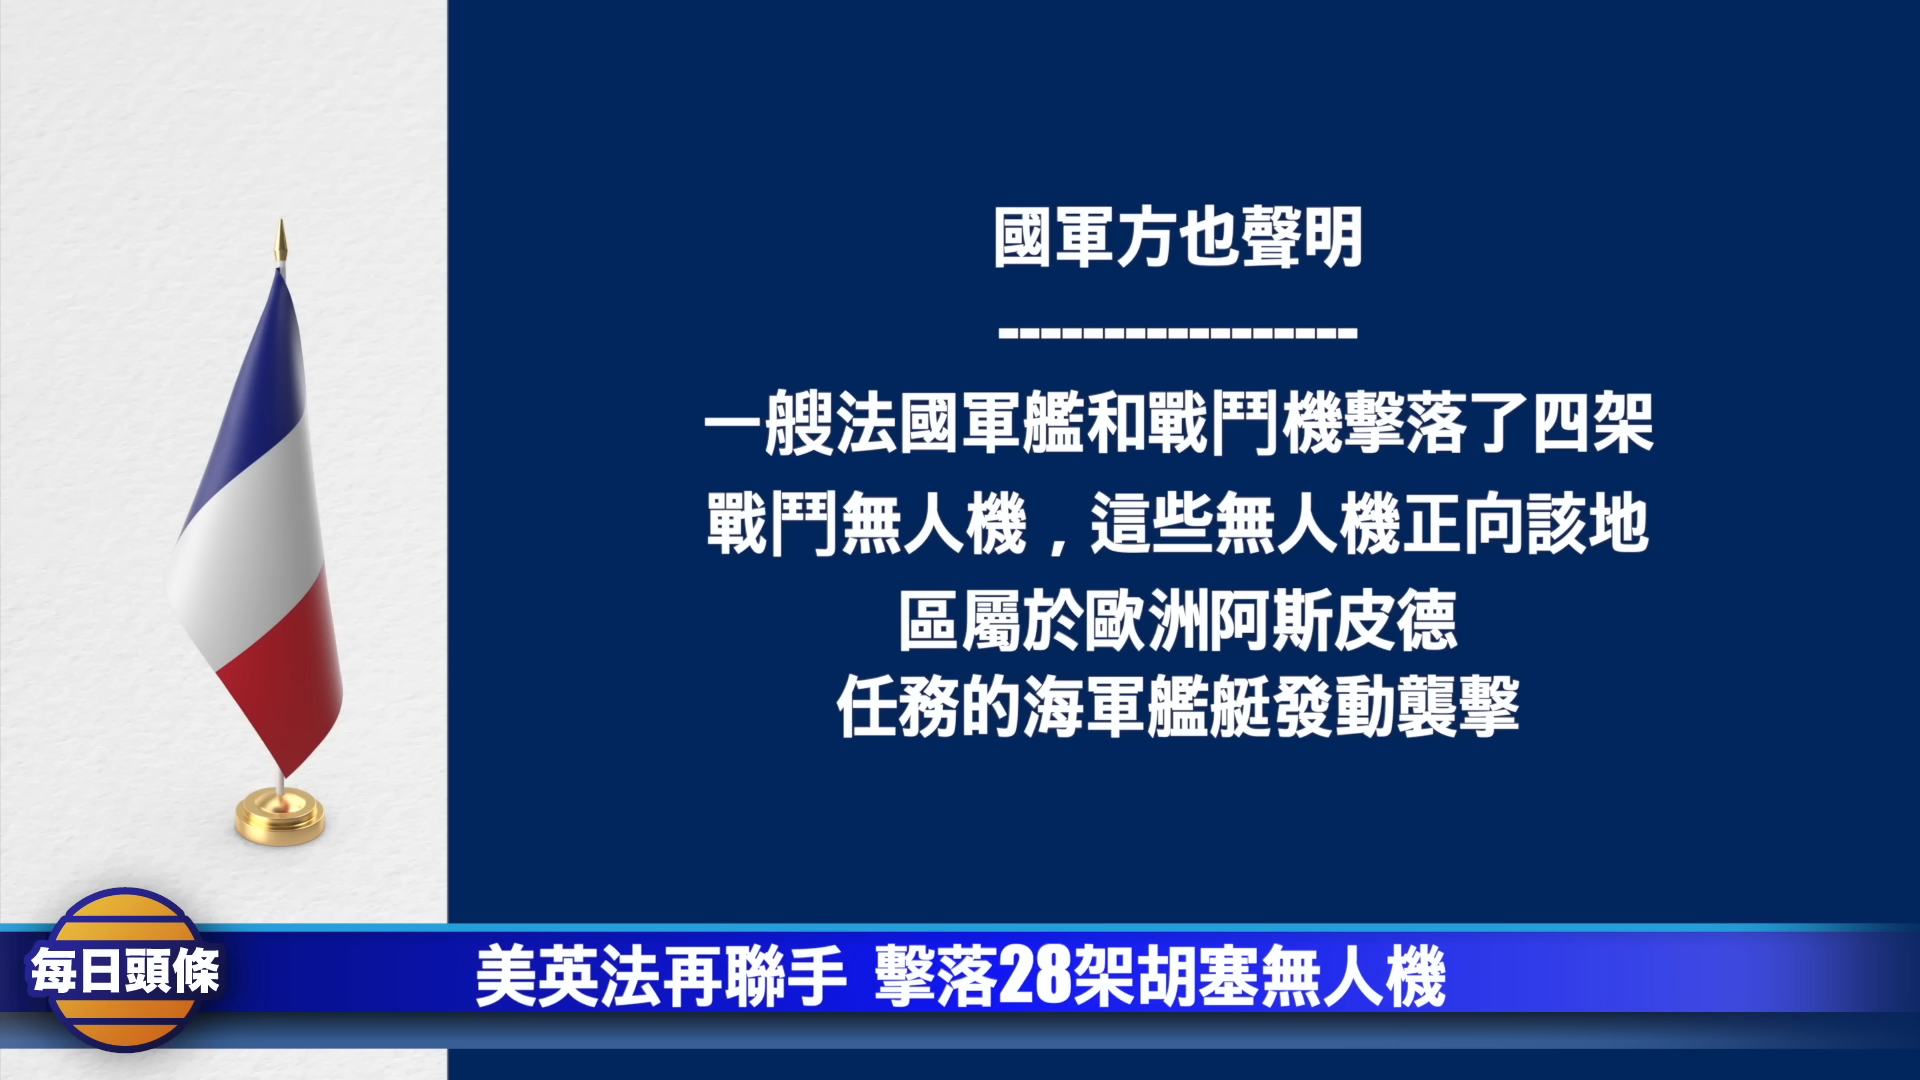 國軍方也聲明
-----------------
一艘法國軍艦和戰鬥機擊落了四架
戰鬥無人機，這些無人機正向該地
區屬於歐洲阿斯皮德
任務的海軍艦艇發動襲擊
每日頭條
美英法再聯手 擊落28架胡塞無人機